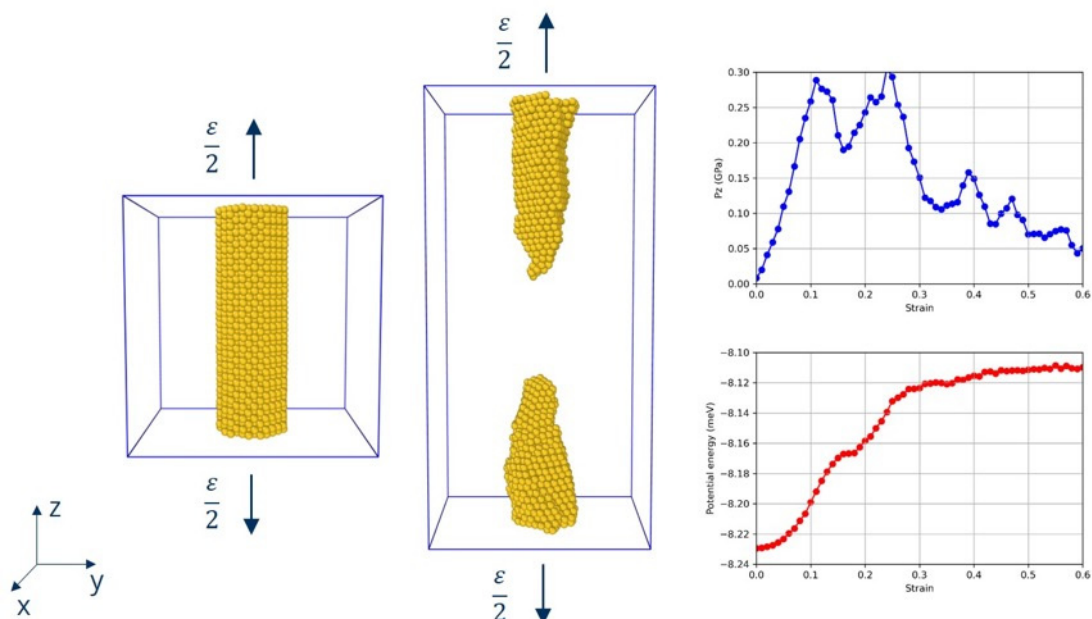 ε/2
ε/2
ε/2
ε/2
z
y
x
0.30
0.25
0.20
0.15
0.10
0.05
0.00
Pz (GPa)
0.0 0.1 0.2 0.3 0.4 0.5 0.6
Strain
−8.10
−8.12
−8.14
−8.16
−8.18
−8.20
−8.22
−8.24
Potential energy (meV)
0.0 0.1 0.2 0.3 0.4 0.5 0.6
Strain